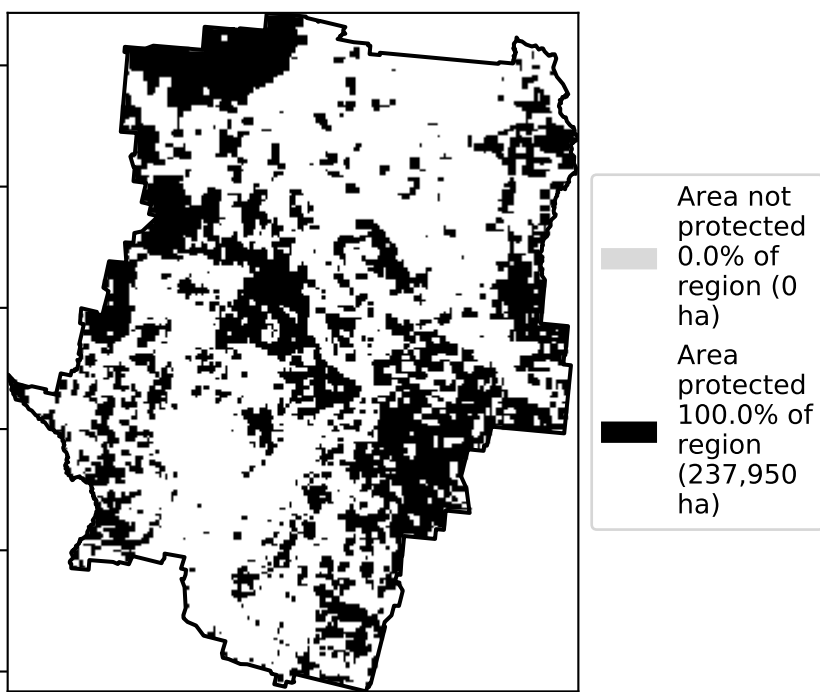 Area not
protected
0.0% of
region (0
ha)
Area
protected
100.0% of
region
(237,950
ha)